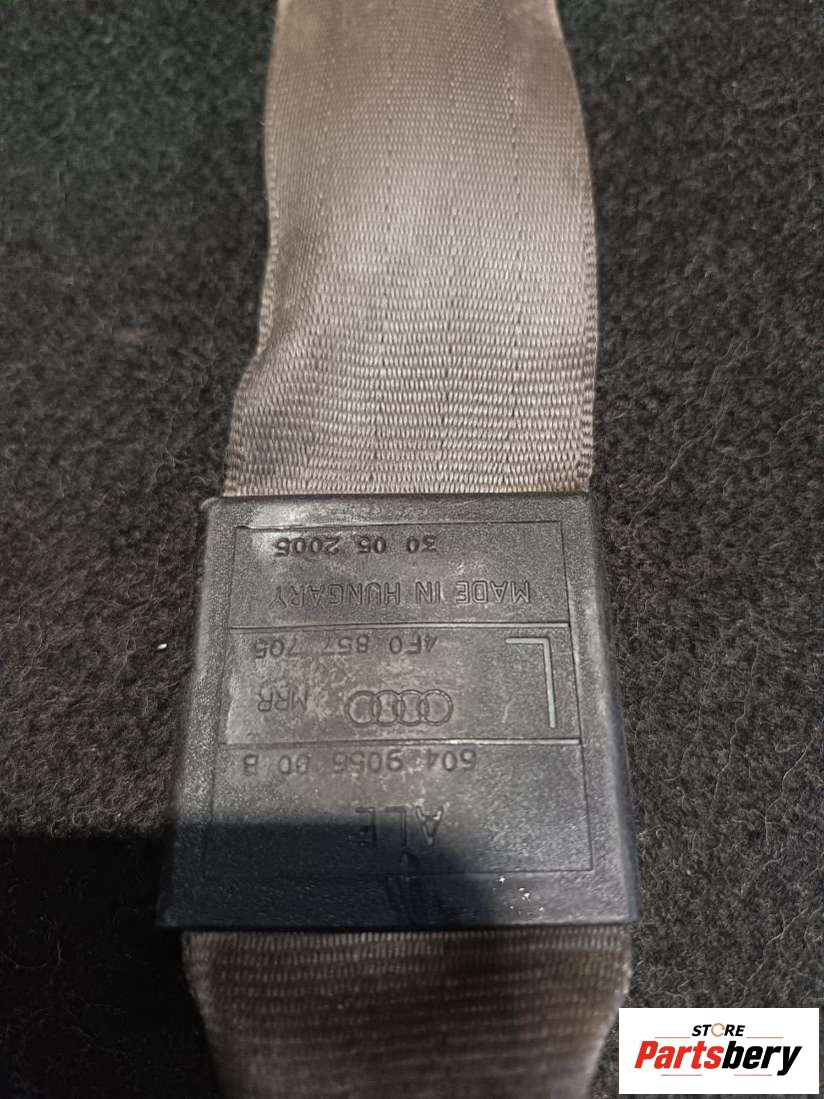 ALE
604 9056 00 B
MRR
4F0 857 705
L
MADE IN HUNGARY
30 05 2005
STORE
Partsbery